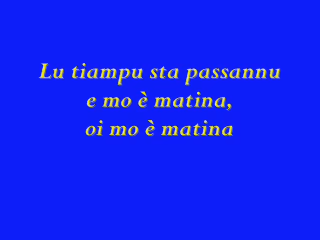 Lu tiampu sta passannu
e mo è matina,
oi mo è matina